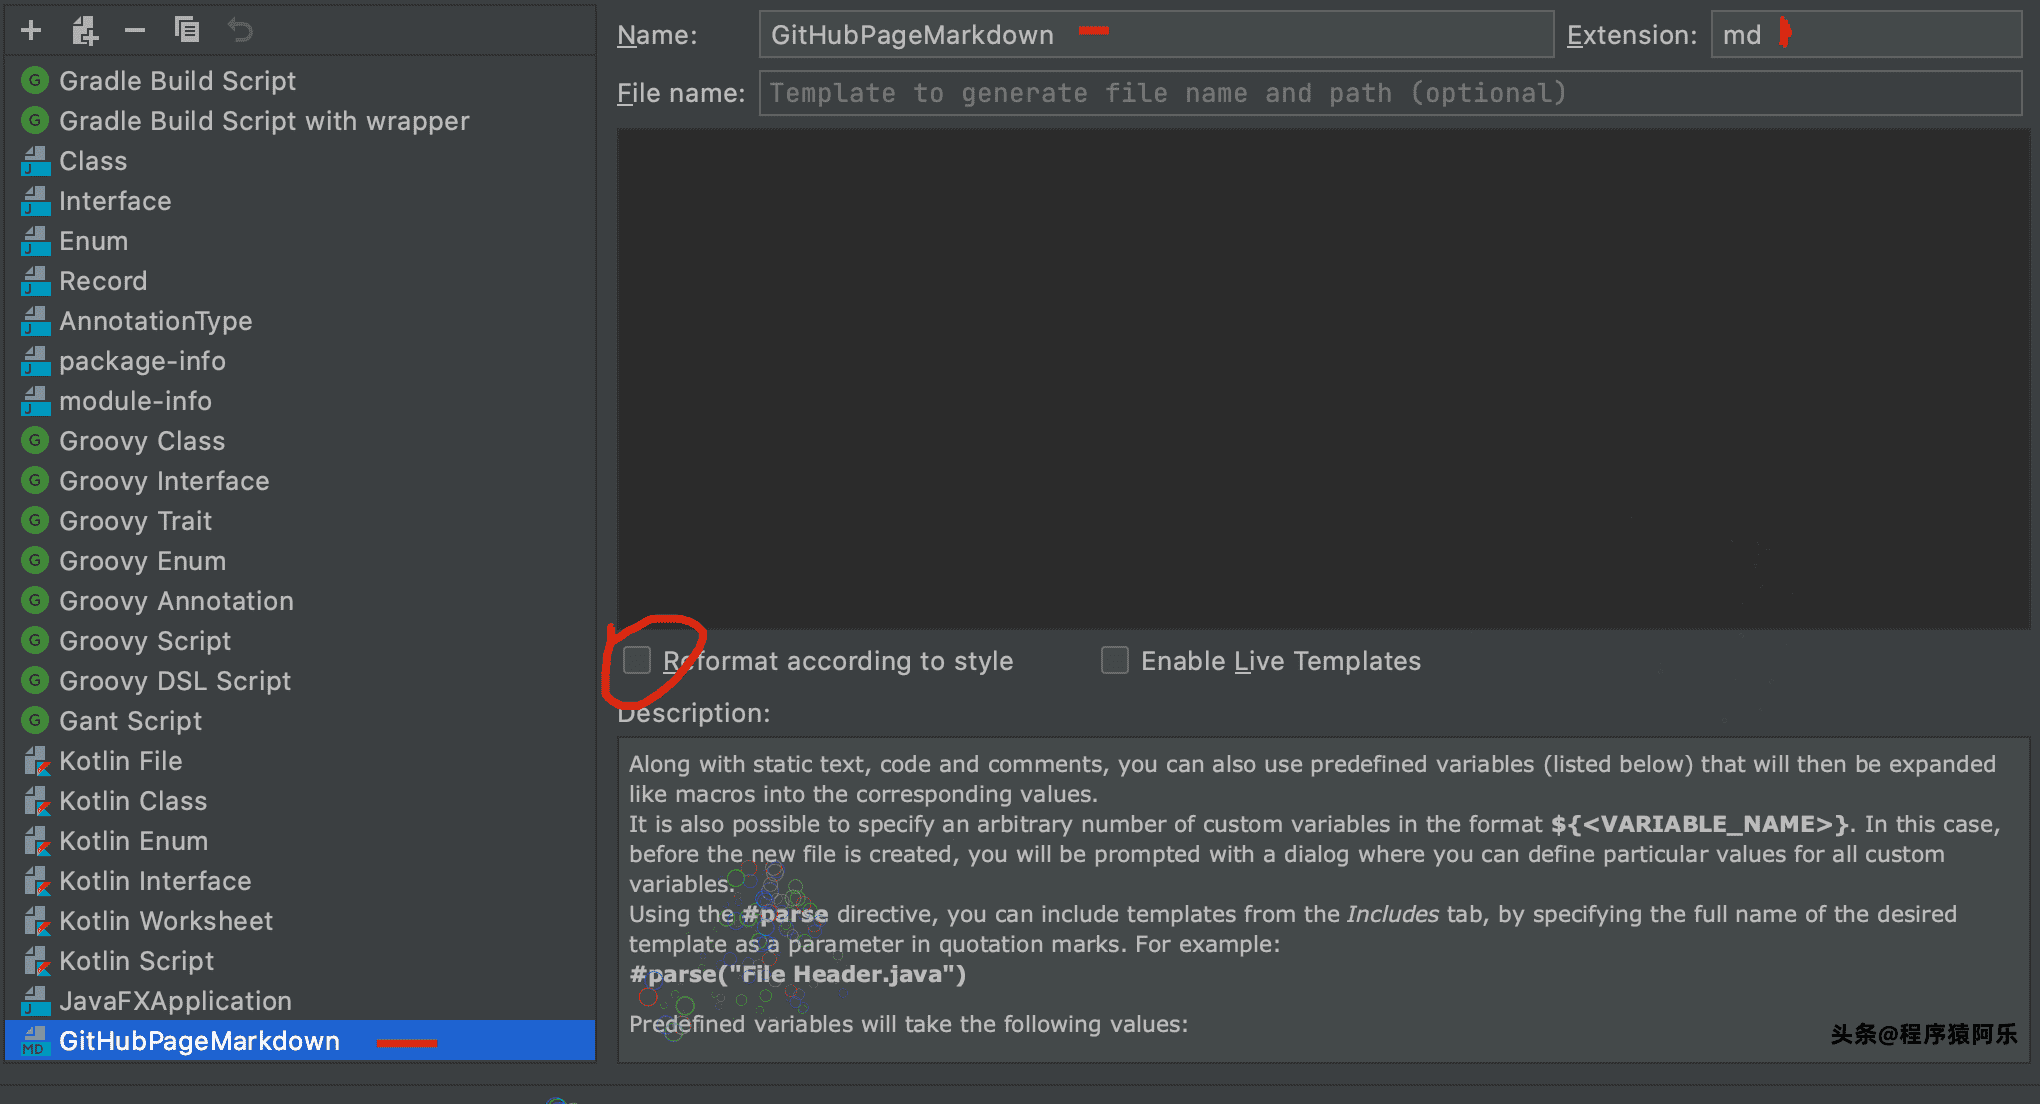 Name: GitHubPageMarkdown Extension: md
File name: Template to generate file name and path (optional)
Gradle Build Script
Gradle Build Script with wrapper
Class
Interface
Enum
Record
AnnotationType
package-info
module-info
Groovy Class
Groovy Interface
Groovy Trait
Groovy Enum
Groovy Annotation
Groovy Script
Groovy DSL Script
Gant Script
Kotlin File
Kotlin Class
Kotlin Enum
Kotlin Interface
Kotlin Worksheet
Kotlin Script
JavaFXApplication
GitHubPageMarkdown
Reformat according to style Enable Live Templates
Description:
Along with static text, code and comments, you can also use predefined variables (listed below) that will then be expanded
like macros into the corresponding values.
It is also possible to specify an arbitrary number of custom variables in the format ${<VARIABLE_NAME>}. In this case,
before the new file is created, you will be prompted with a dialog where you can define particular values for all custom
variables.
Using the #parse directive, you can include templates from the Includes tab, by specifying the full name of the desired
template as a parameter in quotation marks. For example:
#parse("File Header.java")
Predefined variables will take the following values:
头条@程序猿阿乐